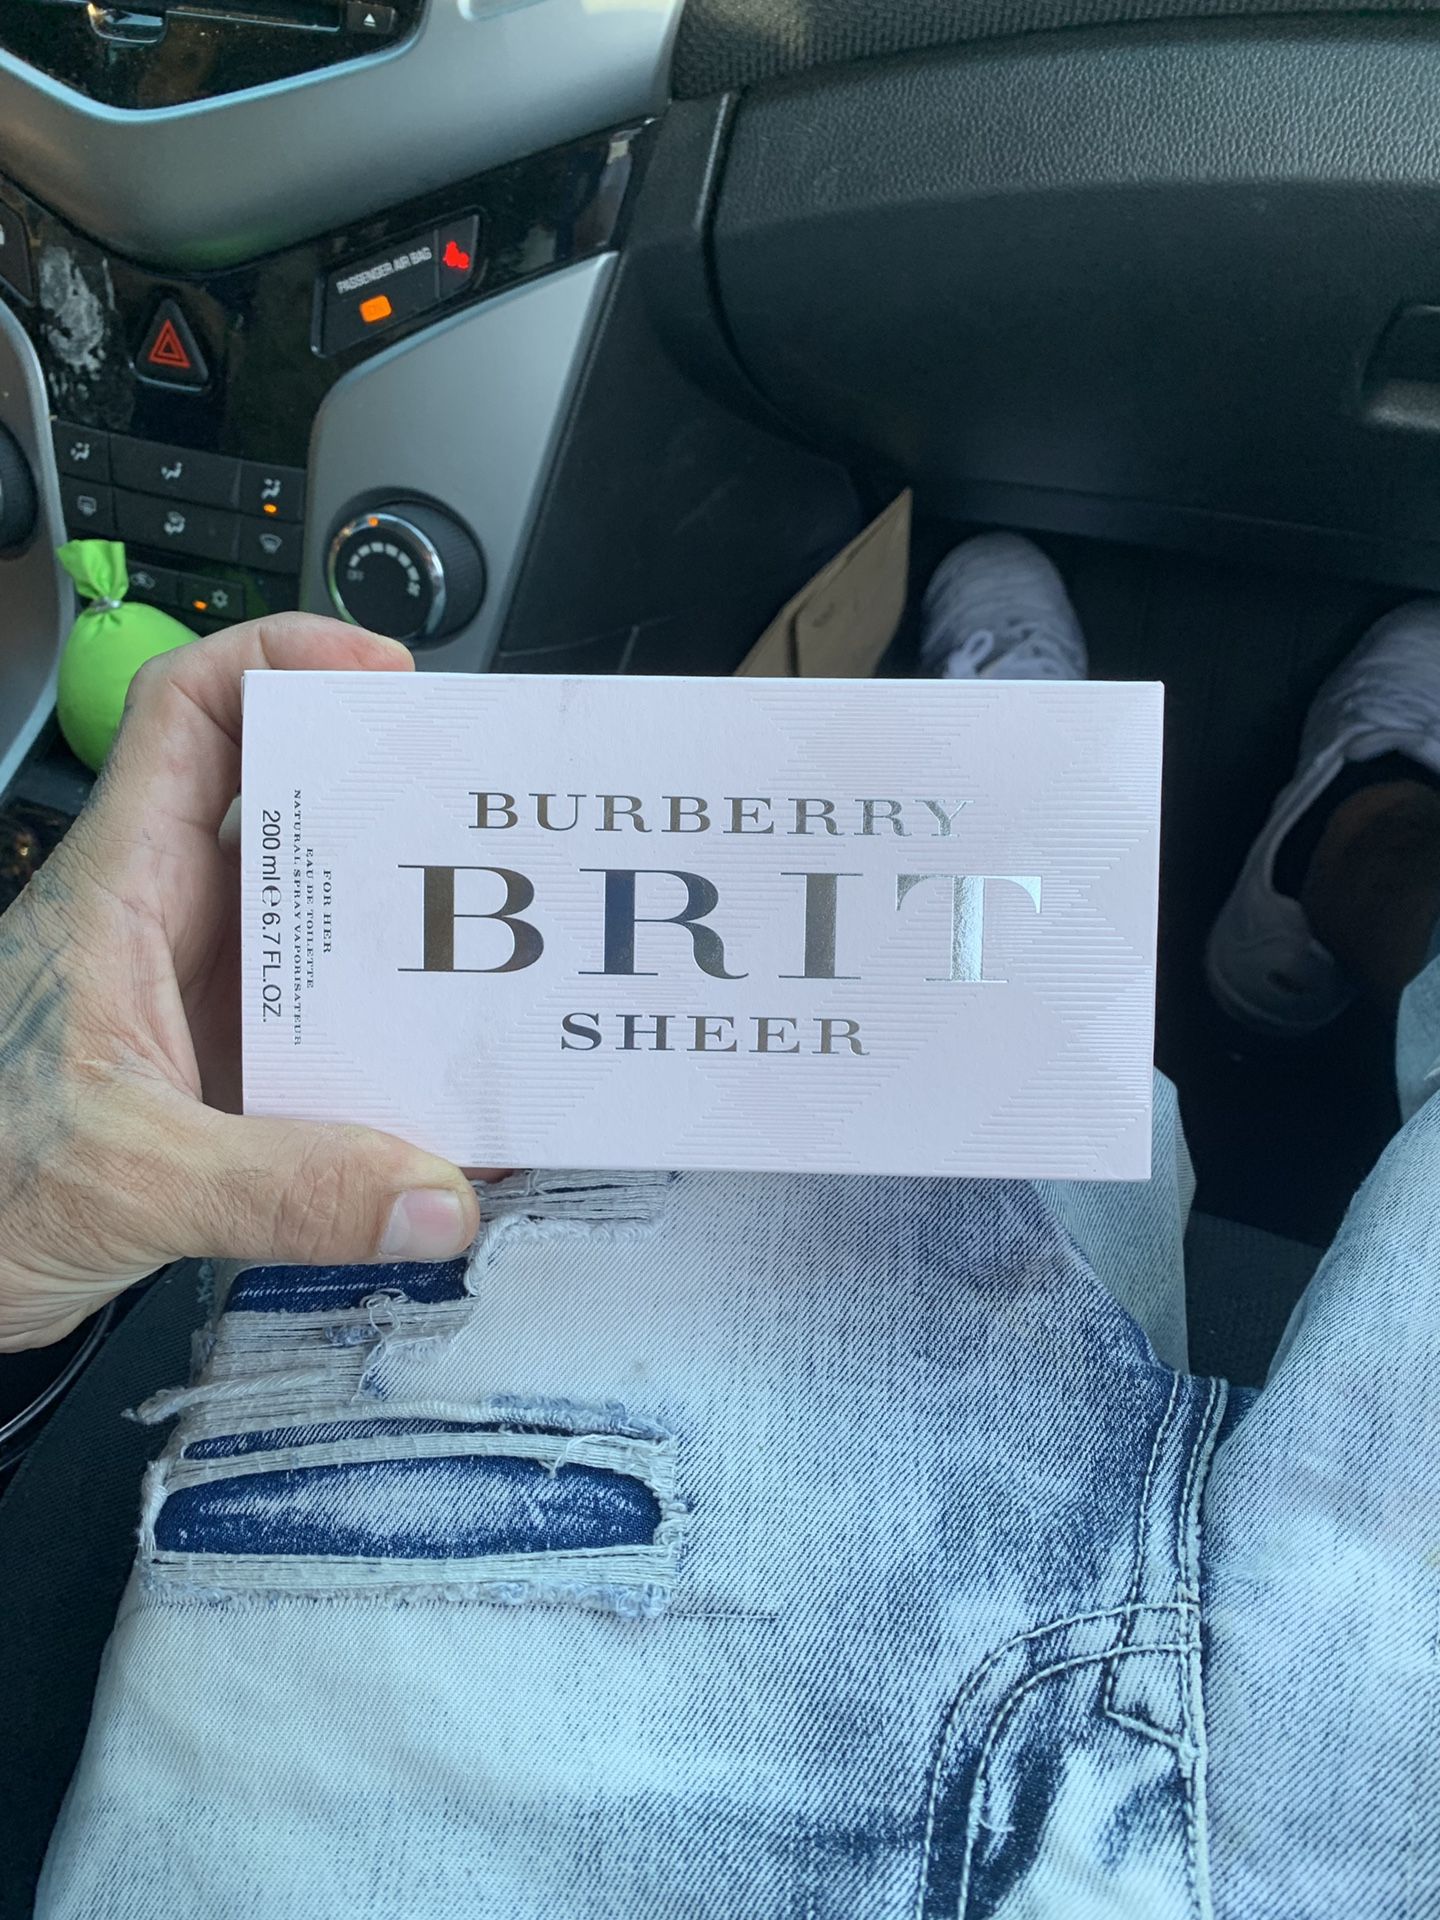 PASSENGER AIR BAG
BURBERRY
BRIT
SHEER
FOR HER
EAU DE TOILETTE
NATURAL SPRAY VAPORISATEUR
200 ml ℮ 6.7 FL.OZ.